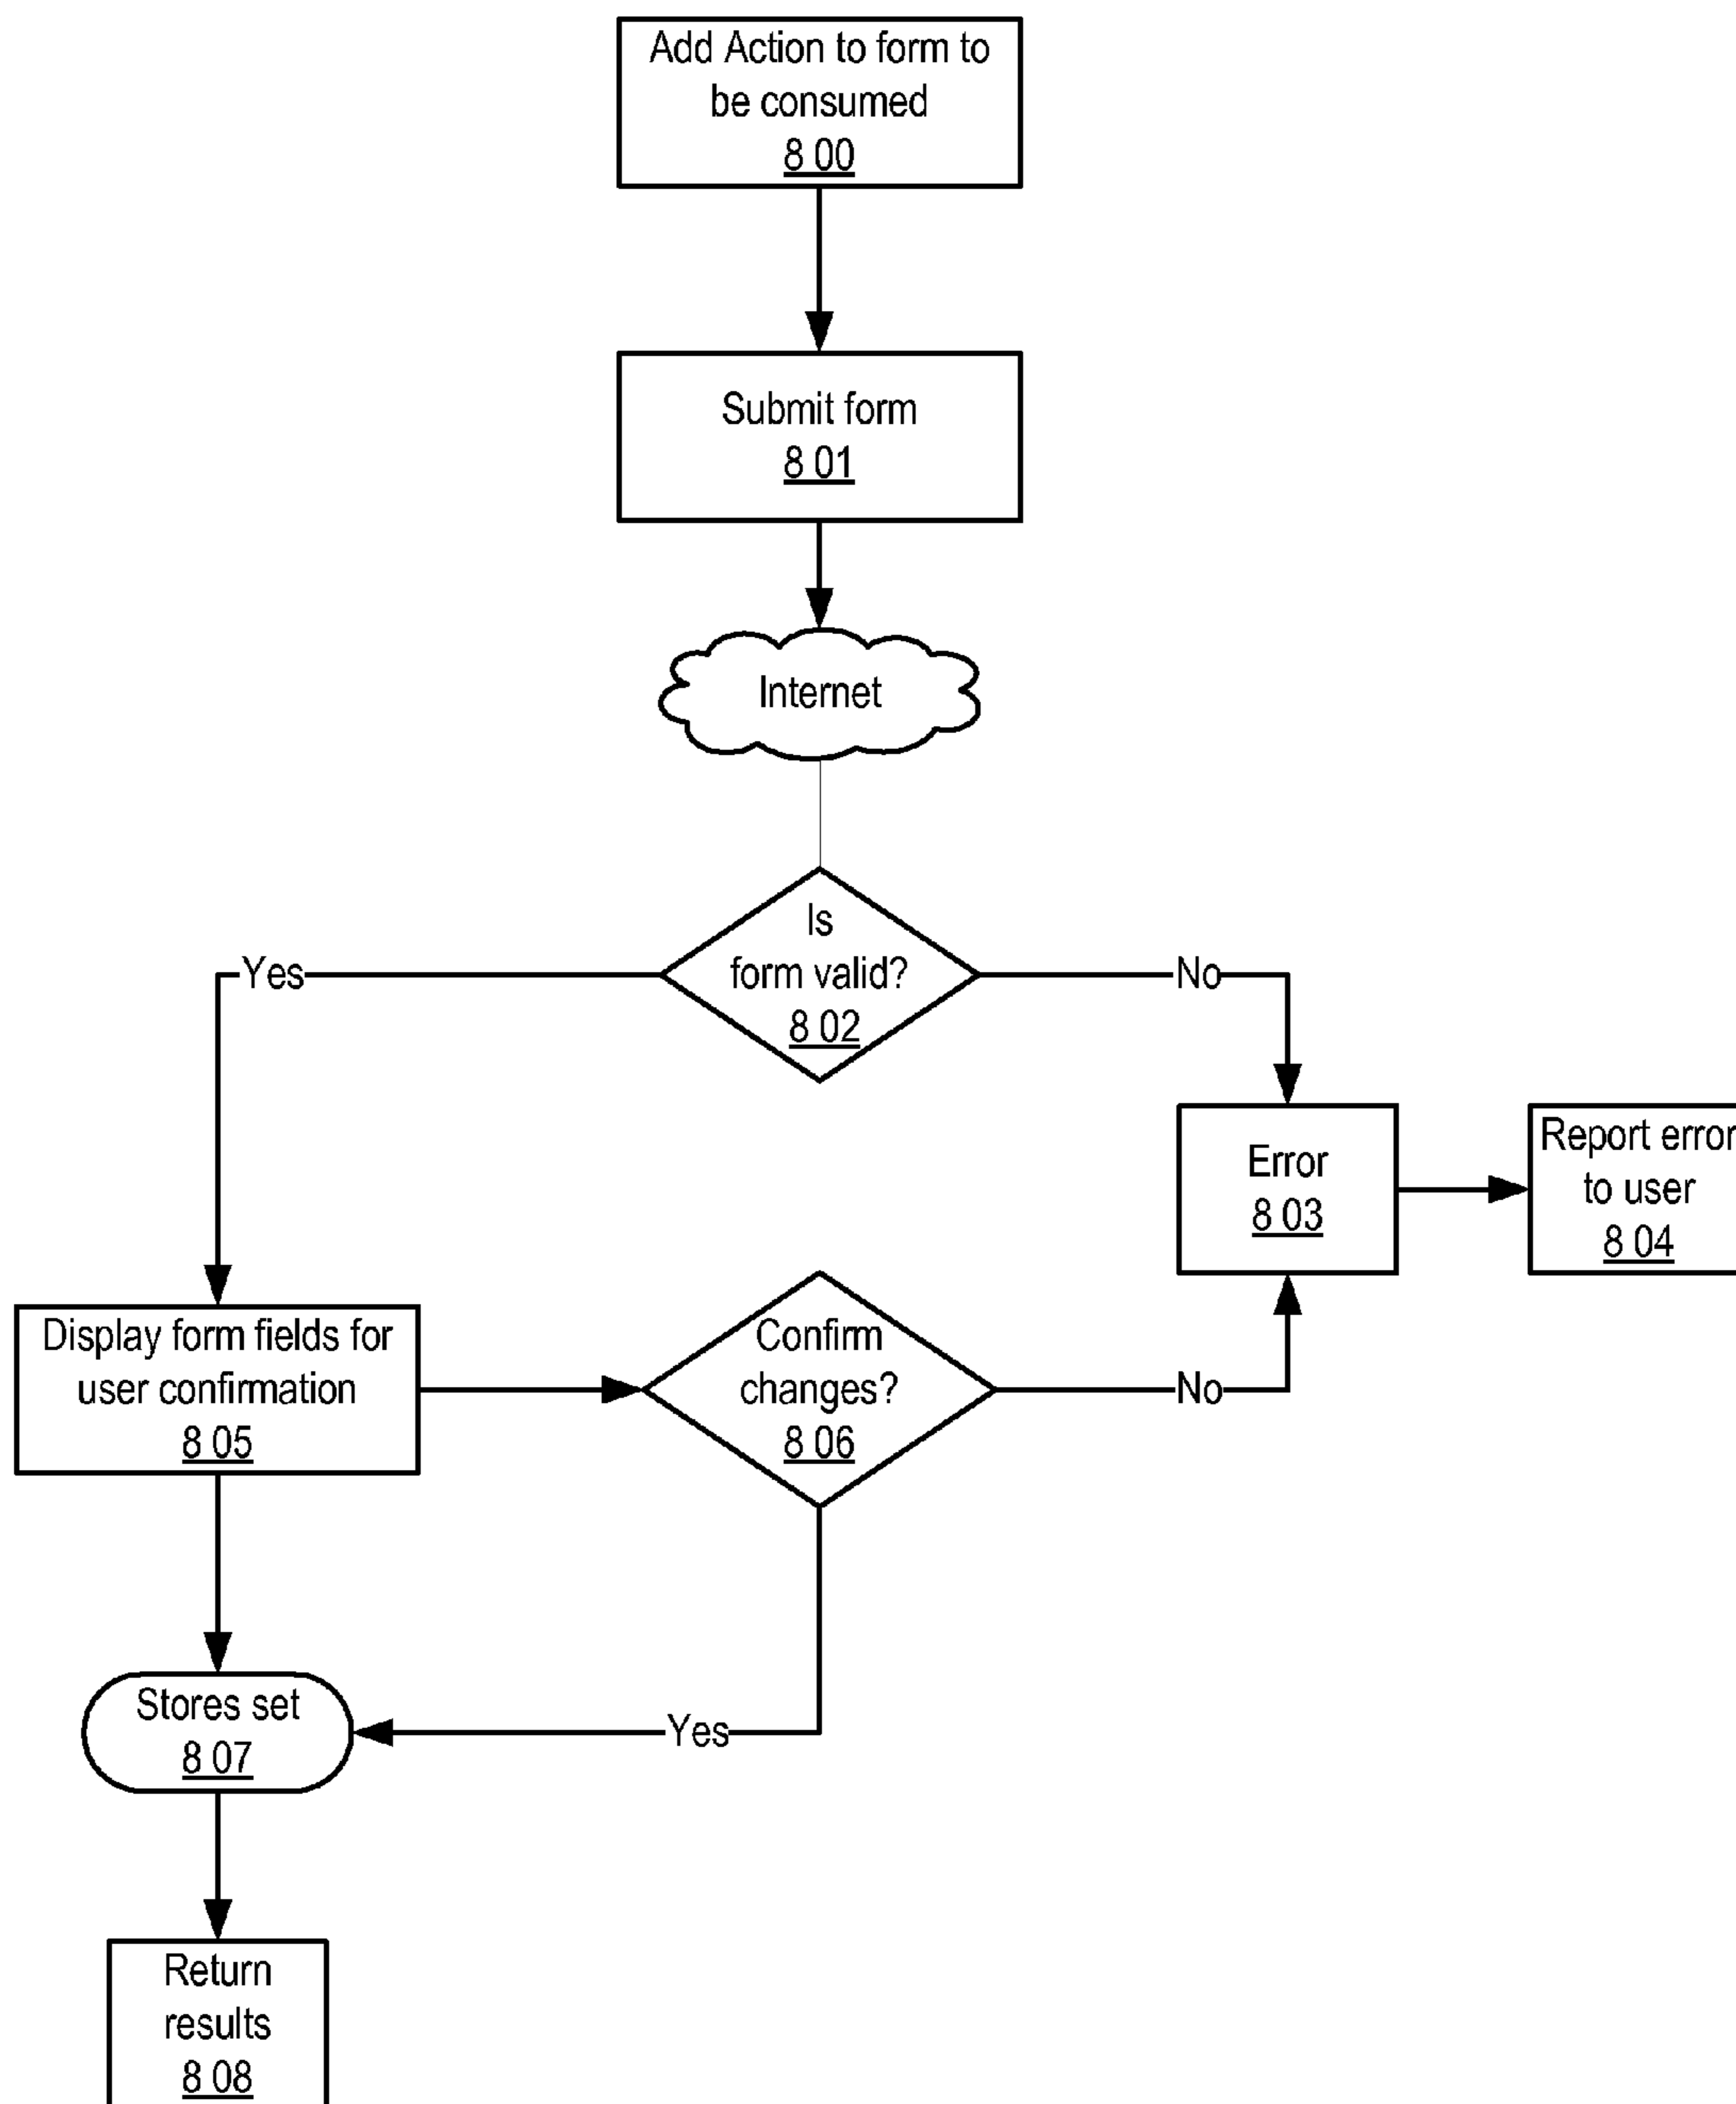 Add Action to form to
be consumed
8 00
Submit form
8 01
Internet
Is
form valid?
8 02
Yes
No
Error
8 03
Report error
to user
8 04
Display form fields for
user confirmation
8 05
Confirm
changes?
8 06
No
Stores set
8 07
Yes
Return
results
8 08